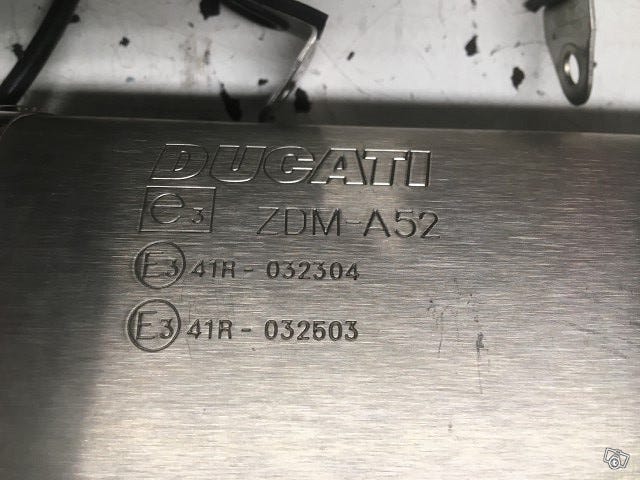 DUCATI
e3 ZDM-A52
E3 41R-032304
E3 41R-032503